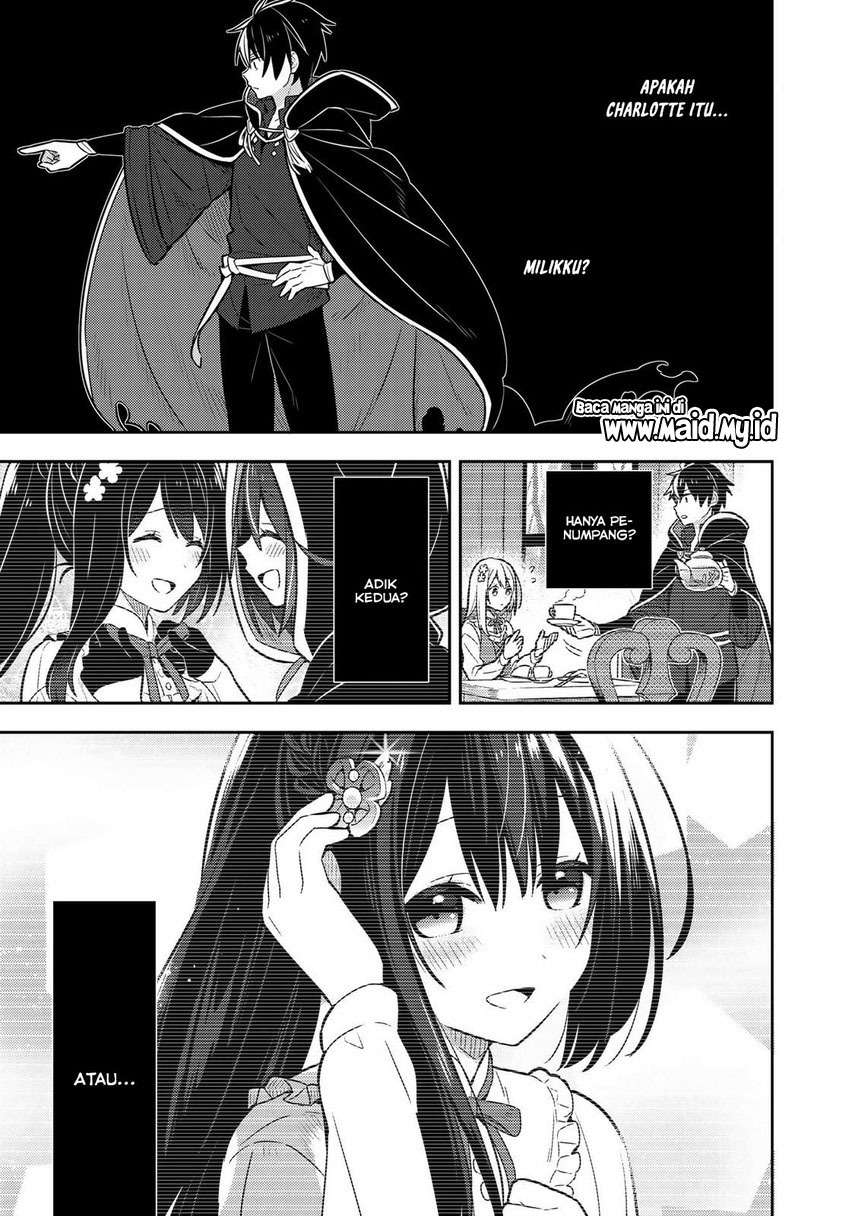 APAKAH
CHARLOTTE ITU...
MILIKKU?
Baca Manga ini di
www.Maid.My.id
HANYA PE-
NUMPANG?
ADIK
KEDUA?
ATAU...